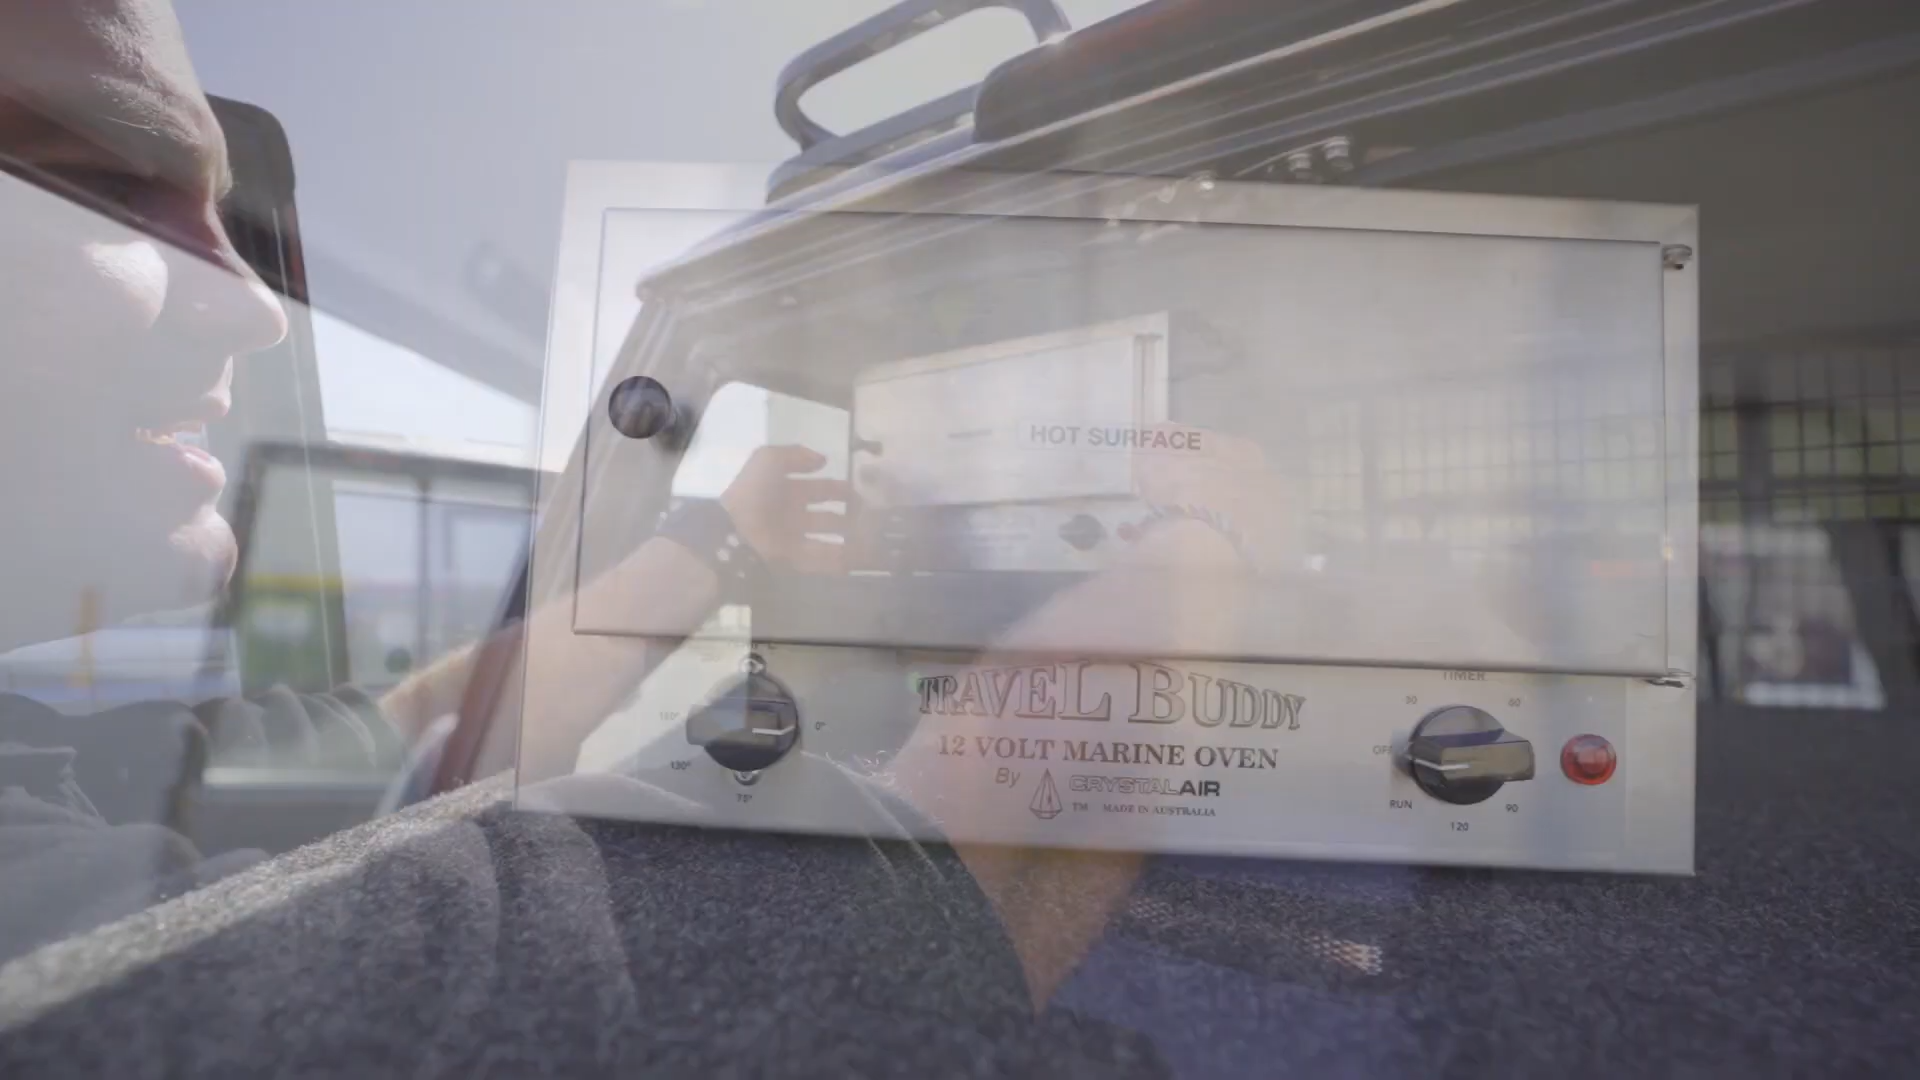 HOT SURFACE
TRAVEL BUDDY
12 VOLT MARINE OVEN
By CRYSTALAIR
TM MADE IN AUSTRALIA
0°
130°
75°
TIMER
30
60
OFF
RUN
90
120